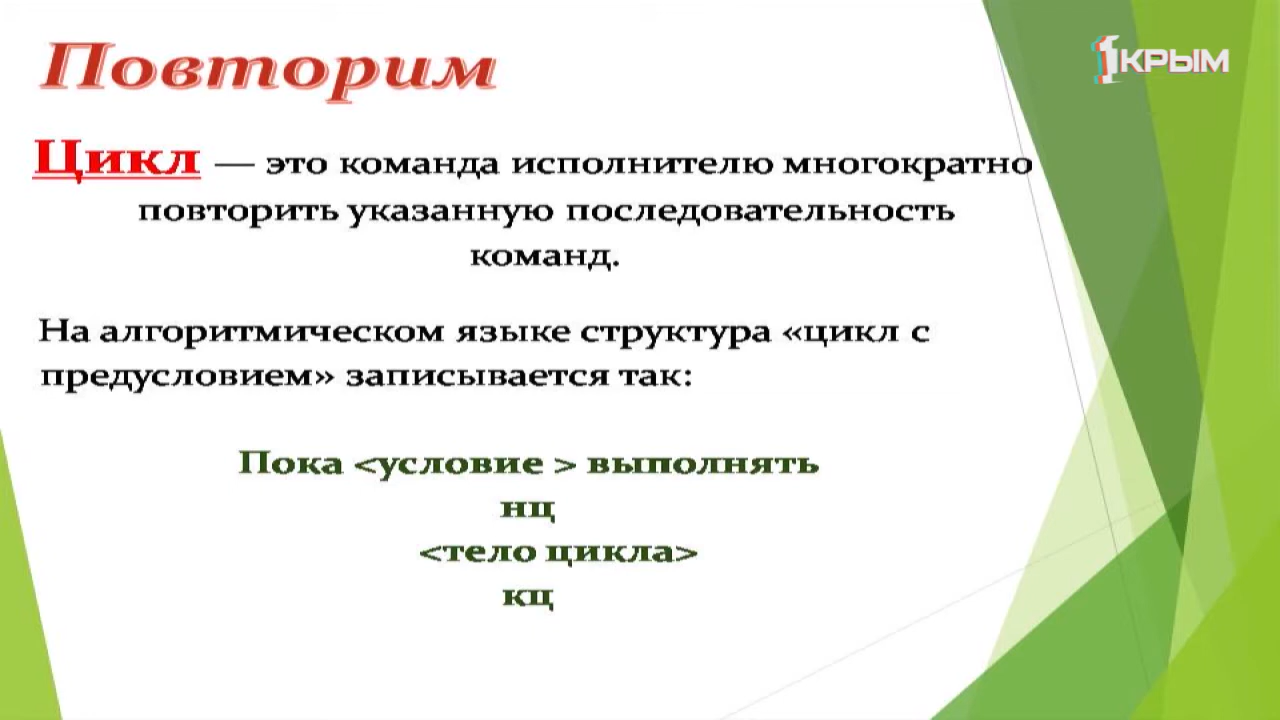 Повторим
1КРЫМ
Цикл — это команда исполнителю многократно
повторить указанную последовательность
команд.
На алгоритмическом языке структура «цикл с
предусловием» записывается так:
Пока <условие > выполнять
нц
<тело цикла>
кц